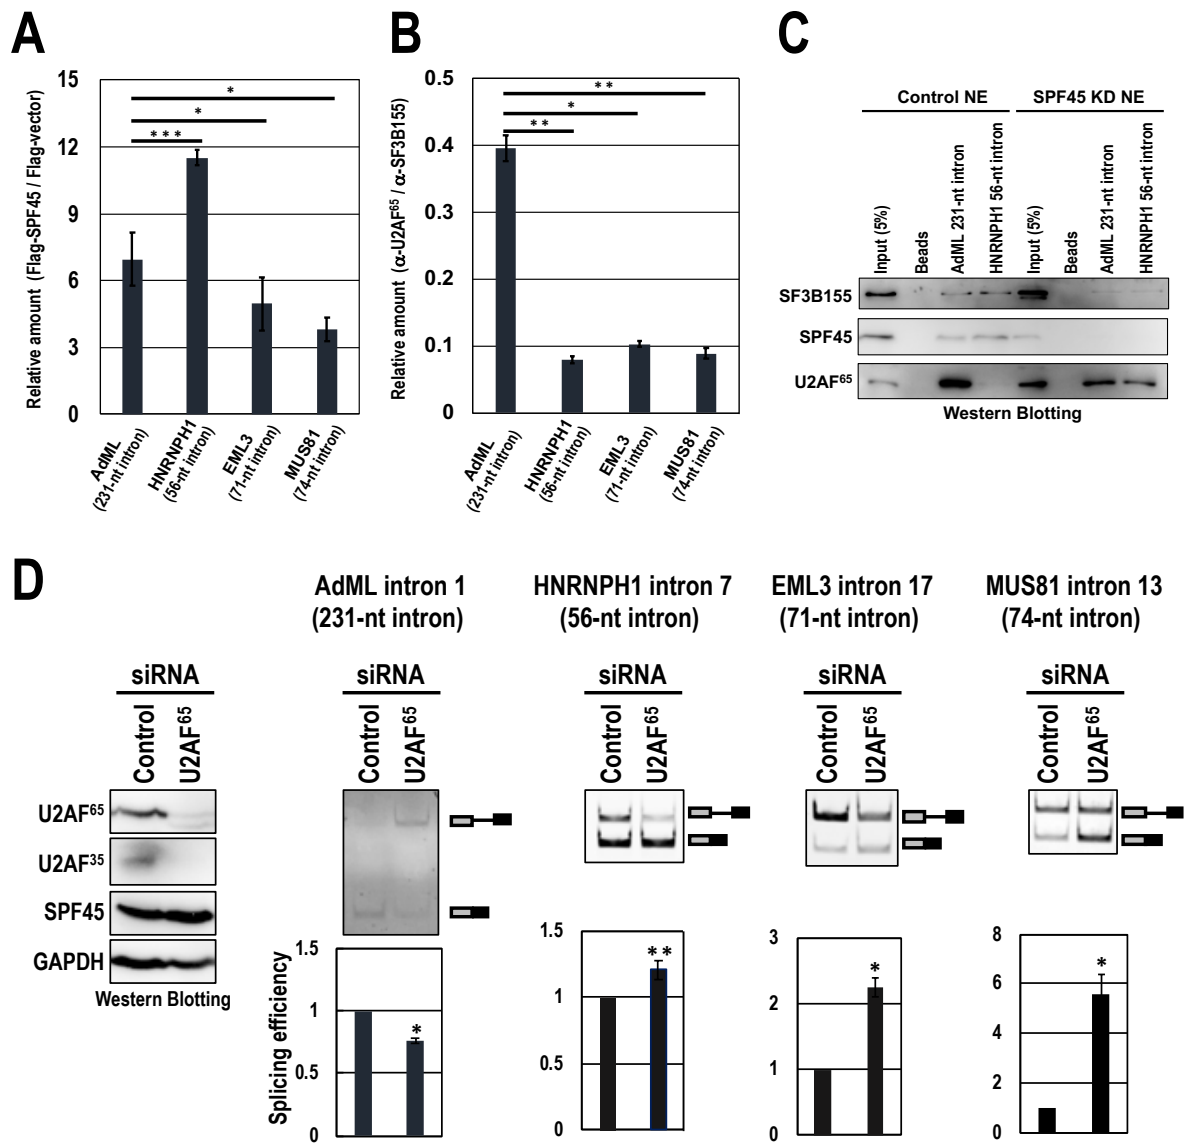 A
Relative amount (Flag-SPF45 / Flag-vector)
15
12
9
6
3
0
*
*
***
AdML
(231-nt intron)
HNRNPH1
(56-nt intron)
EML3
(71-nt intron)
MUS81
(74-nt intron)
B
Relative amount (α-U2AF⁶⁵ / α-SF3B155)
0.5
0.4
0.3
0.2
0.1
0
**
*
**
AdML
(231-nt intron)
HNRNPH1
(56-nt intron)
EML3
(71-nt intron)
MUS81
(74-nt intron)
C
Control NE
SPF45 KD NE
Input (5%)
Beads
AdML 231-nt intron
HNRNPH1 56-nt intron
Input (5%)
Beads
AdML 231-nt intron
HNRNPH1 56-nt intron
SF3B155
SPF45
U2AF⁶⁵
Western Blotting
D
siRNA
Control
U2AF⁶⁵
U2AF⁶⁵
U2AF³⁵
SPF45
GAPDH
Western Blotting
AdML intron 1
(231-nt intron)
siRNA
Control
U2AF⁶⁵
Splicing efficiency
1.5
1
0.5
0
*
HNRNPH1 intron 7
(56-nt intron)
siRNA
Control
U2AF⁶⁵
1.5
1
0.5
0
**
EML3 intron 17
(71-nt intron)
siRNA
Control
U2AF⁶⁵
3
2
1
0
*
MUS81 intron 13
(74-nt intron)
siRNA
Control
U2AF⁶⁵
8
6
4
2
0
*